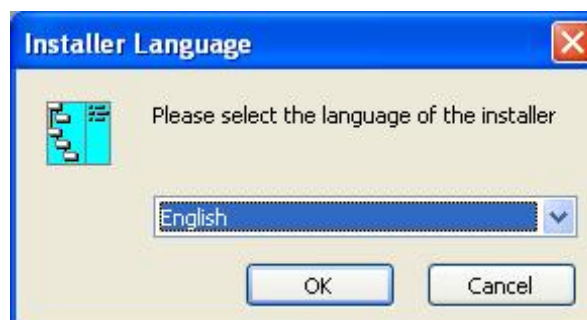 Installer Language
Please select the language of the installer
English
OK
Cancel